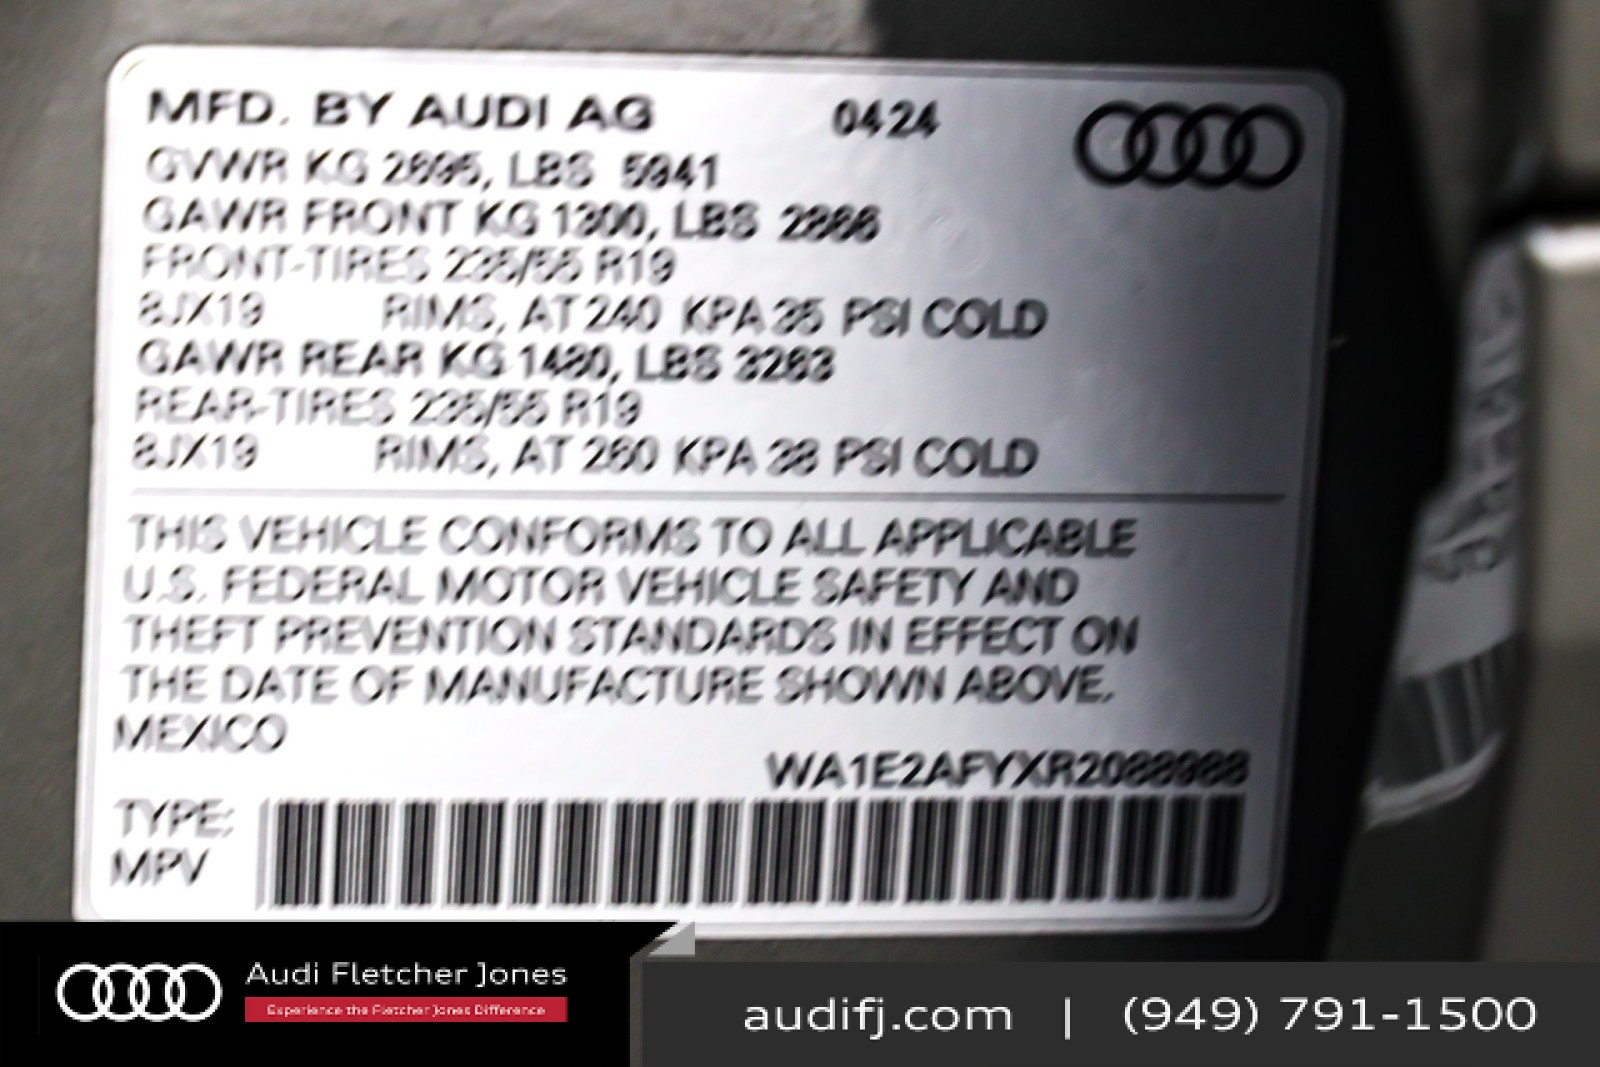 MFD. BY AUDI AG 0424
GVWR KG 2695, LBS 5941
GAWR FRONT KG 1300, LBS 2866
FRONT-TIRES 235/55 R19
8JX19 RIMS, AT 240 KPA 35 PSI COLD
GAWR REAR KG 1480, LBS 3263
REAR-TIRES 235/55 R19
8JX19 RIMS, AT 260 KPA 38 PSI COLD
THIS VEHICLE CONFORMS TO ALL APPLICABLE
U.S. FEDERAL MOTOR VEHICLE SAFETY AND
THEFT PREVENTION STANDARDS IN EFFECT ON
THE DATE OF MANUFACTURE SHOWN ABOVE.
MEXICO
WA1E2AFYXR2088988
TYPE:
MPV
Audi Fletcher Jones
Experience the Fletcher Jones Difference
audifj.com | (949) 791-1500